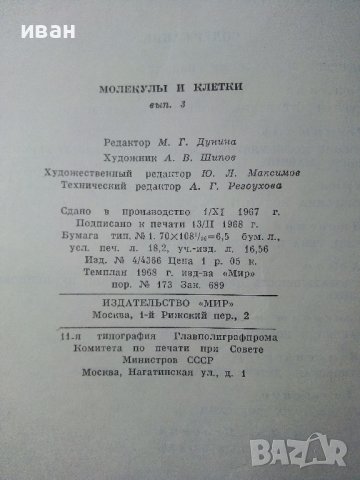 иван
МОЛЕКУЛЫ И КЛЕТКИ
вып. 3
Редактор М. Г. Дунина
Художник А. В. Шипов
Художественный редактор Ю. Л. Максимов
Технический редактор А. Г. Резоухова
Сдано в производство 1/XI 1967 г.
Подписано к печати 13/II 1968 г.
Бумага тип. № 1. 70×108¹/₁₆=6,5 бум. л.,
усл. печ. л. 18,2, уч.-изд. л. 16,56
Изд. № 4/4366 Цена 1 р. 05 к.
Темплан 1968 г. изд-ва «Мир»
пор. № 173 Зак. 689
ИЗДАТЕЛЬСТВО «МИР»
Москва, 1-й Рижский пер., 2
11-я типография Главполиграфпрома
Комитета по печати при Совете
Министров СССР
Москва, Нагатинская ул., д. 1
BAZAR